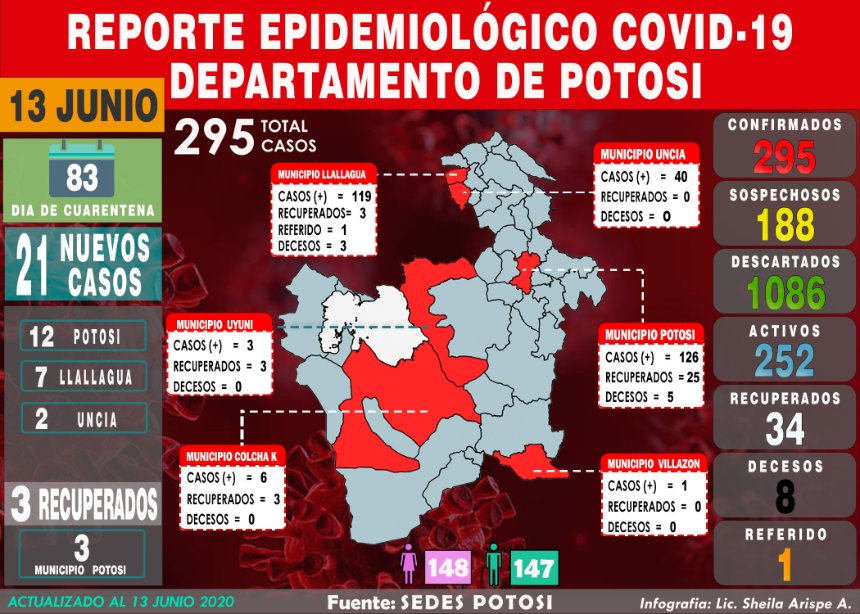 REPORTE EPIDEMIOLÓGICO COVID-19
DEPARTAMENTO DE POTOSI
13 JUNIO
83
DIA DE CUARENTENA
21 NUEVOS CASOS
12 POTOSI
7 LLALLAGUA
2 UNCIA
3 RECUPERADOS
3
MUNICIPIO POTOSI
295 TOTAL CASOS
MUNICIPIO LLALLAGUA
CASOS (+) = 119
RECUPERADOS= 3
REFERIDO = 1
DECESOS = 3
MUNICIPIO UNCIA
CASOS (+) = 40
RECUPERADOS = 0
DECESOS = O
MUNICIPIO UYUNI
CASOS (+) = 3
RECUPERADOS = 3
DECESOS = 0
MUNICIPIO POTOSI
CASOS (+) = 126
RECUPERADOS = 25
DECESOS = 5
MUNICIPIO COLCHA K
CASOS (+) = 6
RECUPERADOS = 3
DECESOS = 0
MUNICIPIO VILLAZON
CASOS (+) = 1
RECUPERADOS = 0
DECESOS = 0
148
147
CONFIRMADOS
295
SOSPECHOSOS
188
DESCARTADOS
1086
ACTIVOS
252
RECUPERADOS
34
DECESOS
8
REFERIDO
1
ACTUALIZADO AL 13 JUNIO 2020
Fuente: SEDES POTOSI
Infografia: Lic. Sheila Arispe A.